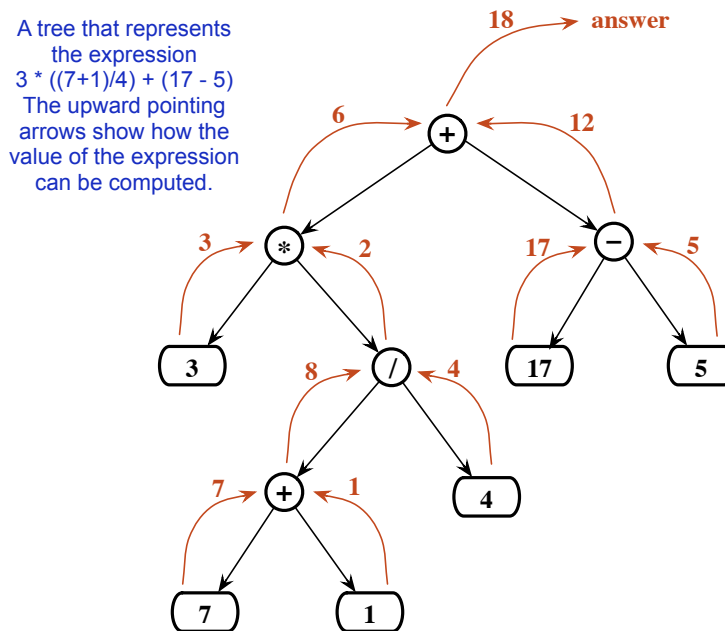 A tree that represents
the expression
3 * ((7+1)/4) + (17 - 5)
The upward pointing
arrows show how the
value of the expression
can be computed.
18 answer
6 + 12
3 * 2 17 − 5
3 8 / 4 17 5
7 + 1 4
7 1